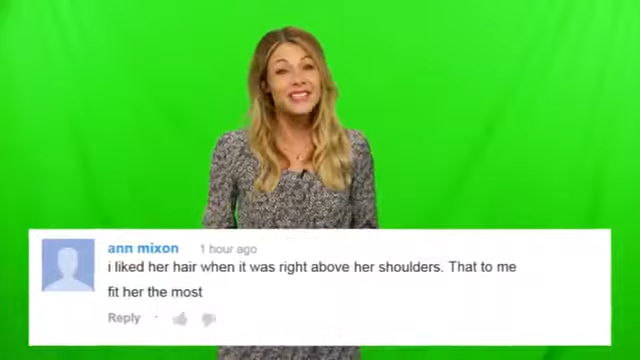 ann mixon 1 hour ago
i liked her hair when it was right above her shoulders. That to me
fit her the most
Reply